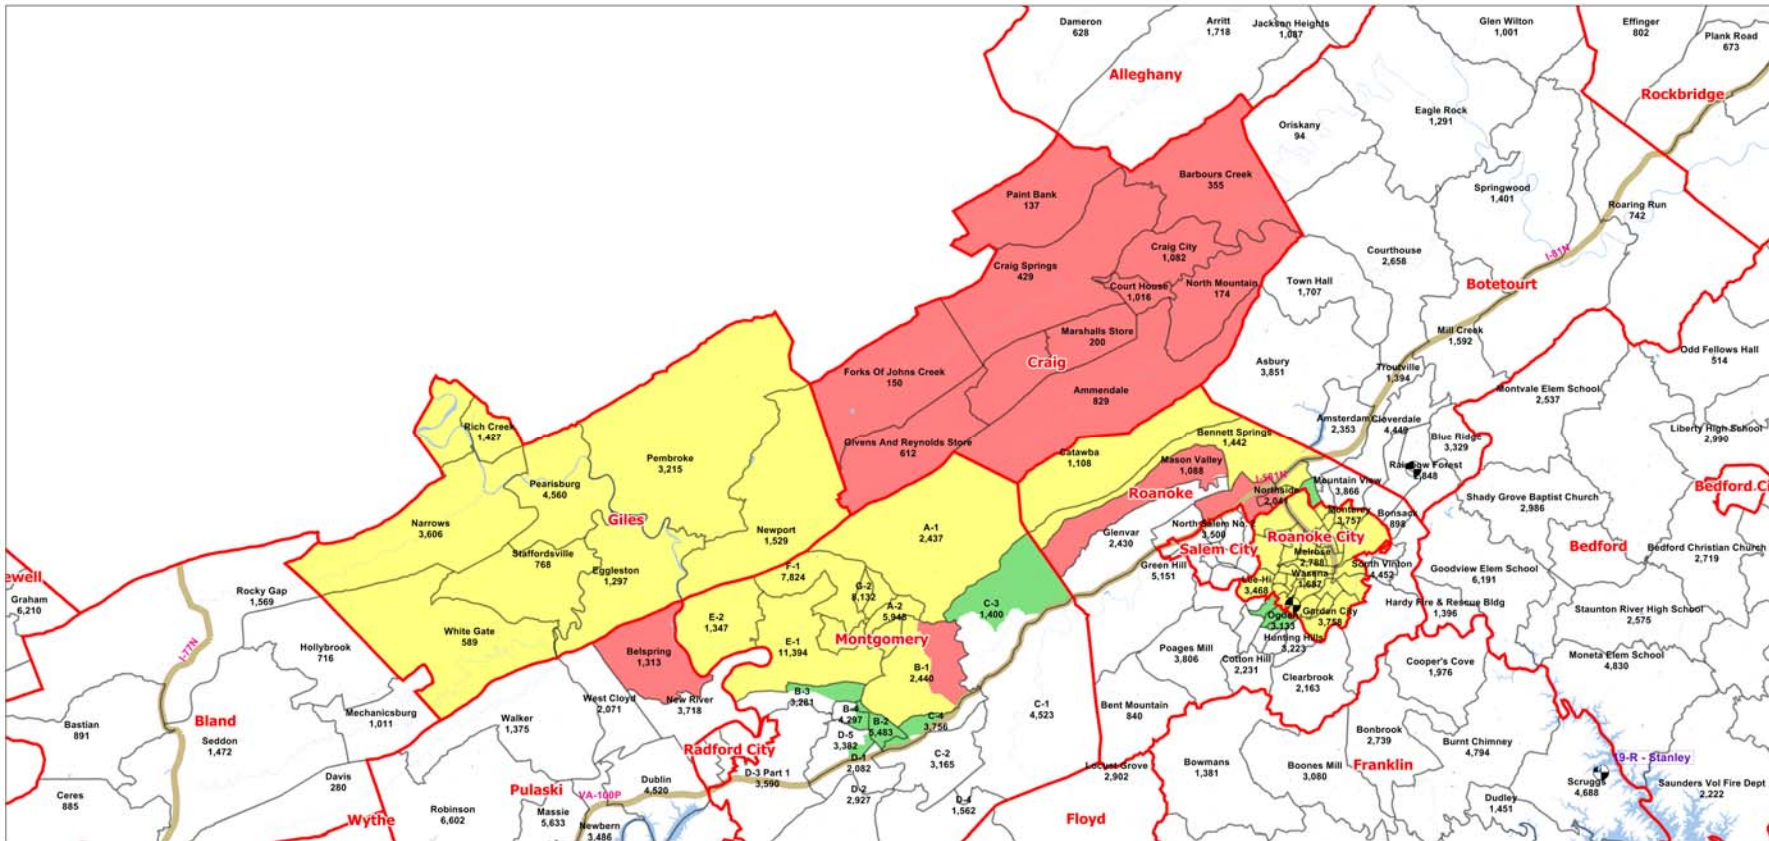 Dameron
628
Arritt
1,718
Jackson Heights
1,087
Glen Wilton
1,001
Effinger
802
Plank Road
673
Alleghany
Rockbridge
Oriskany
94
Eagle Rock
1,291
Barbours Creek
355
Paint Bank
137
Springwood
1,401
Roaring Run
742
Craig City
1,082
Craig Springs
429
Court House
1,016
North Mountain
174
Courthouse
2,658
Town Hall
1,707
I-81N
Botetourt
Marshalls Store
200
Craig
Mill Creek
1,592
Asbury
3,851
Troutville
1,394
Odd Fellows Hall
514
Forks Of Johns Creek
150
Ammendale
829
Montvale Elem School
2,537
Rich Creek
1,427
Givens And Reynolds Store
612
Bennett Springs
1,442
Amsterdam
2,353
Cloverdale
4,449
Blue Ridge
3,329
Liberty High School
2,990
Pembroke
3,215
Catawba
1,108
Mason Valley
1,088
Rainbow Forest
2,848
Pearisburg
4,560
Roanoke
I-581N
Northside
2,041
Mountain View
3,866
Bedford Ci
Shady Grove Baptist Church
2,986
Narrows
3,606
Giles
Newport
1,529
A-1
2,437
Glenvar
2,430
North Salem No. 2
3,500
Monterey
3,757
Bonsack
898
Roanoke City
Salem City
Bedford
Bedford Christian Church
2,719
Staffordsville
768
Eggleston
1,297
F-1
7,824
G-2
8,132
Melrose
2,788
South Vinton
4,452
Goodview Elem School
6,191
Green Hill
5,151
Lee-Hi
3,468
Wasena
1,687
ewell
Graham
6,210
Rocky Gap
1,569
A-2
5,948
C-3
1,400
Hardy Fire & Rescue Bldg
1,396
Staunton River High School
2,575
Ogden
3,133
Garden City
3,758
White Gate
589
E-2
1,347
E-1
11,394
Montgomery
Hunting Hills
3,223
I-77N
Hollybrook
716
Belspring
1,313
B-1
2,440
Poages Mill
3,806
Cotton Hill
2,231
Clearbrook
2,163
Cooper's Cove
1,976
Moneta Elem School
4,830
New River
3,718
West Cloyd
2,071
B-3
3,261
B-4
4,297
B-2
5,483
C-4
3,756
C-1
4,523
Bent Mountain
840
Mechanicsburg
1,011
Walker
1,375
Bland
Bastian
891
Seddon
1,472
D-5
3,382
D-1
2,082
Radford City
C-2
3,165
Bonbrook
2,739
Burnt Chimney
4,794
19-R - Stanley
Bowmans
1,381
Boones Mill
3,080
Franklin
Locust Grove
2,902
Davis
280
Dublin
4,520
D-3 Part 1
3,590
D-2
2,927
D-4
1,562
Scruggs
4,688
Saunders Vol Fire Dept
2,222
Ceres
885
Pulaski
VA-100P
Wythe
Robinson
6,602
Massie
5,633
Newbern
3,486
Floyd
Dudley
1,451